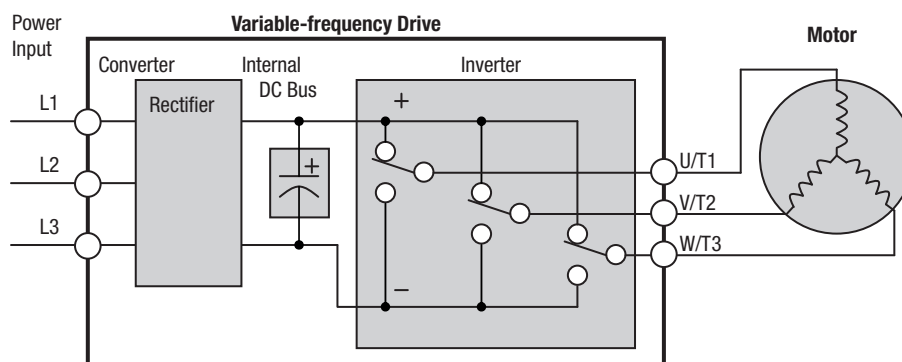 Power
Input
Variable-frequency Drive
Motor
Converter
Internal
DC Bus
Inverter
L1
Rectifier
+
+
L2
U/T1
V/T2
L3
W/T3
−